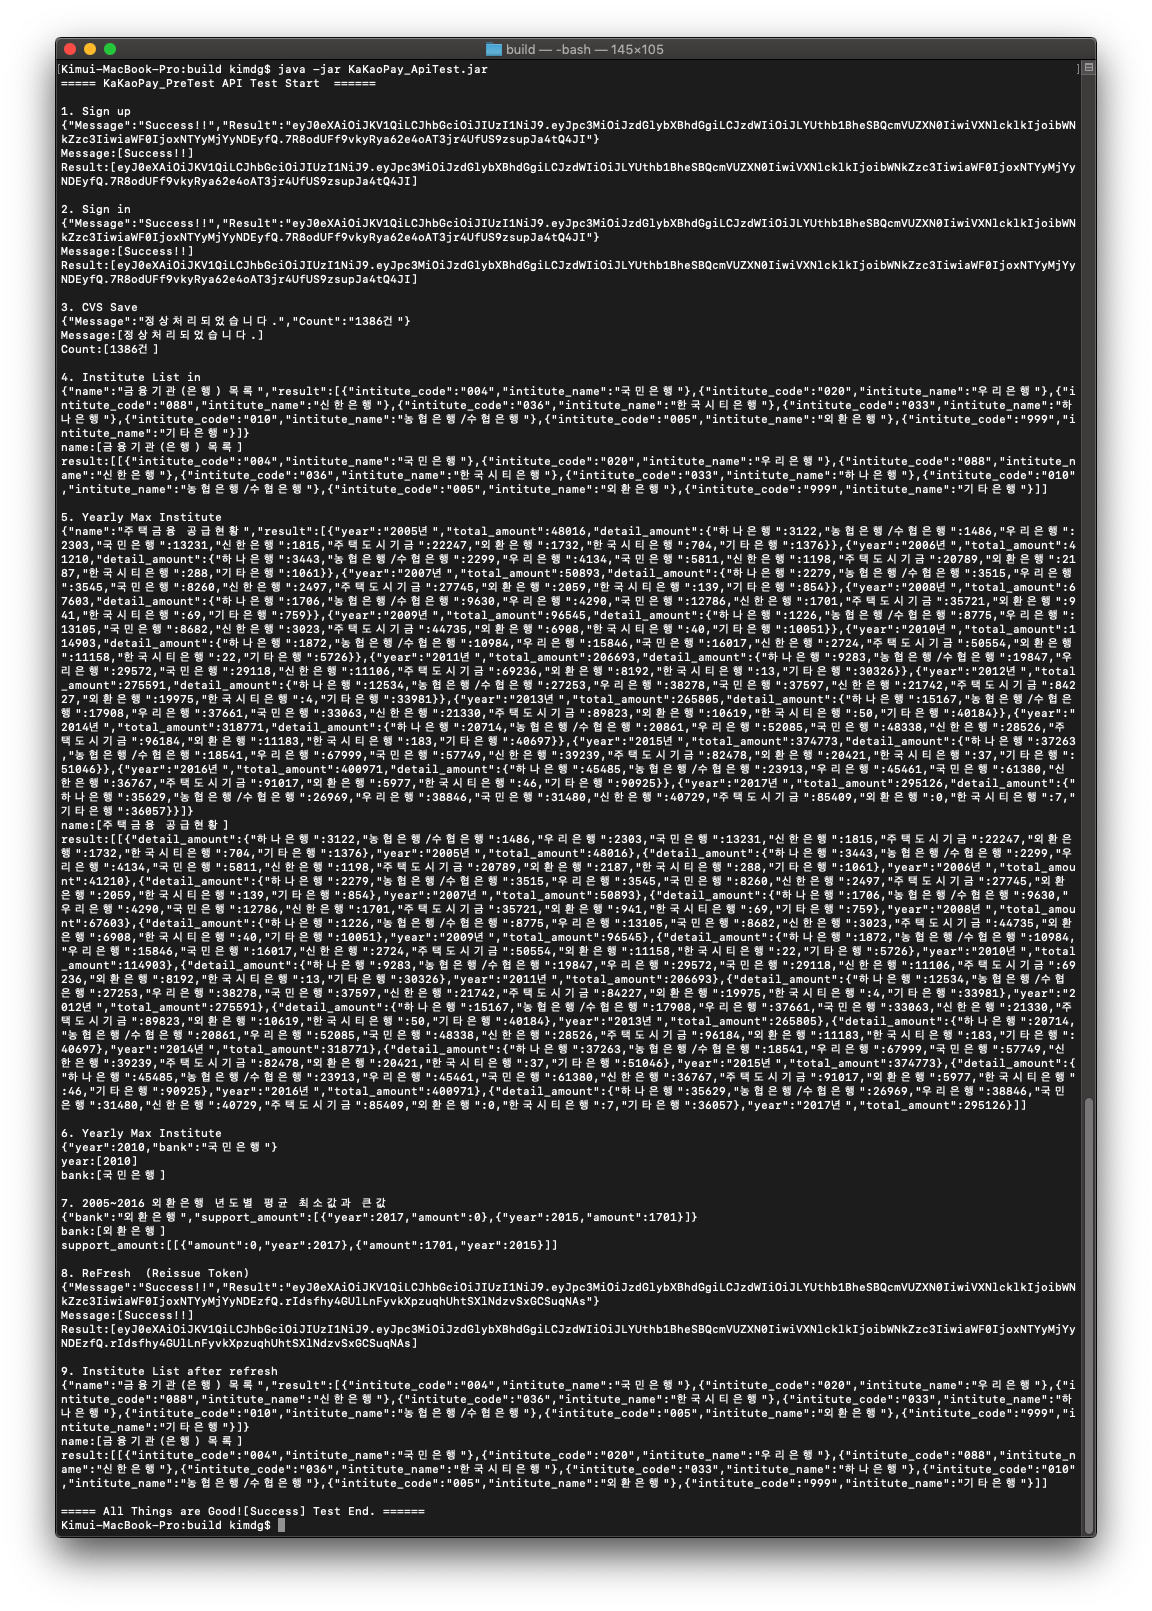 build — -bash — 145×105
[Kimui-MacBook-Pro:build kimdg$ java -jar KaKaoPay_ApiTest.jar ]
===== KaKaoPay_PreTest API Test Start  ======
1. Sign up
{"Message":"Success!!","Result":"eyJ0eXAiOiJKV1QiLCJhbGciOiJIUzI1NiJ9.eyJpc3MiOiJzdGlybXBhdGgiLCJzdWIiOiJLYUthb1BheSBQcmVUZXN0IiwiVXNlcklkIjoibWN
kZzc3IiwiaWF0IjoxNTYyMjYyNDEyfQ.7R8odUFf9vkyRya62e4oAT3jr4UfUS9zsupJa4tQ4JI"}
Message:[Success!!]
Result:[eyJ0eXAiOiJKV1QiLCJhbGciOiJIUzI1NiJ9.eyJpc3MiOiJzdGlybXBhdGgiLCJzdWIiOiJLYUthb1BheSBQcmVUZXN0IiwiVXNlcklkIjoibWNkZzc3IiwiaWF0IjoxNTYyMjYy
NDEyfQ.7R8odUFf9vkyRya62e4oAT3jr4UfUS9zsupJa4tQ4JI]
2. Sign in
{"Message":"Success!!","Result":"eyJ0eXAiOiJKV1QiLCJhbGciOiJIUzI1NiJ9.eyJpc3MiOiJzdGlybXBhdGgiLCJzdWIiOiJLYUthb1BheSBQcmVUZXN0IiwiVXNlcklkIjoibWN
kZzc3IiwiaWF0IjoxNTYyMjYyNDEyfQ.7R8odUFf9vkyRya62e4oAT3jr4UfUS9zsupJa4tQ4JI"}
Message:[Success!!]
Result:[eyJ0eXAiOiJKV1QiLCJhbGciOiJIUzI1NiJ9.eyJpc3MiOiJzdGlybXBhdGgiLCJzdWIiOiJLYUthb1BheSBQcmVUZXN0IiwiVXNlcklkIjoibWNkZzc3IiwiaWF0IjoxNTYyMjYy
NDEyfQ.7R8odUFf9vkyRya62e4oAT3jr4UfUS9zsupJa4tQ4JI]
3. CVS Save
{"Message":"정상처리되었습니다.","Count":"1386건"}
Message:[정상처리되었습니다.]
Count:[1386건]
4. Institute List in
{"name":"금융기관(은행) 목록","result":[{"intitute_code":"004","intitute_name":"국민은행"},{"intitute_code":"020","intitute_name":"우리은행"},{"i
ntitute_code":"088","intitute_name":"신한은행"},{"intitute_code":"036","intitute_name":"한국시티은행"},{"intitute_code":"033","intitute_name":"하
나은행"},{"intitute_code":"010","intitute_name":"농협은행/수협은행"},{"intitute_code":"005","intitute_name":"외환은행"},{"intitute_code":"999","i
ntitute_name":"기타은행"}]}
name:[금융기관(은행) 목록]
result:[[{"intitute_code":"004","intitute_name":"국민은행"},{"intitute_code":"020","intitute_name":"우리은행"},{"intitute_code":"088","intitute_n
ame":"신한은행"},{"intitute_code":"036","intitute_name":"한국시티은행"},{"intitute_code":"033","intitute_name":"하나은행"},{"intitute_code":"010"
,"intitute_name":"농협은행/수협은행"},{"intitute_code":"005","intitute_name":"외환은행"},{"intitute_code":"999","intitute_name":"기타은행"}]]
5. Yearly Max Institute
{"name":"주택금융 공급현황","result":[{"year":"2005년","total_amount":48016,"detail_amount":{"하나은행":3122,"농협은행/수협은행":1486,"우리은행":
2303,"국민은행":13231,"신한은행":1815,"주택도시기금":22247,"외환은행":1732,"한국시티은행":704,"기타은행":1376}},{"year":"2006년","total_amount":4
1210,"detail_amount":{"하나은행":3443,"농협은행/수협은행":2299,"우리은행":4134,"국민은행":5811,"신한은행":1198,"주택도시기금":20789,"외환은행":21
87,"한국시티은행":288,"기타은행":1061}},{"year":"2007년","total_amount":50893,"detail_amount":{"하나은행":2279,"농협은행/수협은행":3515,"우리은행"
:3545,"국민은행":8260,"신한은행":2497,"주택도시기금":27745,"외환은행":2059,"한국시티은행":139,"기타은행":854}},{"year":"2008년","total_amount":6
7603,"detail_amount":{"하나은행":1706,"농협은행/수협은행":9630,"우리은행":4290,"국민은행":12786,"신한은행":1701,"주택도시기금":35721,"외환은행":9
41,"한국시티은행":69,"기타은행":759}},{"year":"2009년","total_amount":96545,"detail_amount":{"하나은행":1226,"농협은행/수협은행":8775,"우리은행":
13105,"국민은행":8682,"신한은행":3023,"주택도시기금":44735,"외환은행":6908,"한국시티은행":40,"기타은행":10051}},{"year":"2010년","total_amount":1
14903,"detail_amount":{"하나은행":1872,"농협은행/수협은행":10984,"우리은행":15846,"국민은행":16017,"신한은행":2724,"주택도시기금":50554,"외환은행"
:11158,"한국시티은행":22,"기타은행":5726}},{"year":"2011년","total_amount":206693,"detail_amount":{"하나은행":9283,"농협은행/수협은행":19847,"우
리은행":29572,"국민은행":29118,"신한은행":11106,"주택도시기금":69236,"외환은행":8192,"한국시티은행":13,"기타은행":30326}},{"year":"2012년","total
_amount":275591,"detail_amount":{"하나은행":12534,"농협은행/수협은행":27253,"우리은행":38278,"국민은행":37597,"신한은행":21742,"주택도시기금":842
27,"외환은행":19975,"한국시티은행":4,"기타은행":33981}},{"year":"2013년","total_amount":265805,"detail_amount":{"하나은행":15167,"농협은행/수협은
행":17908,"우리은행":37661,"국민은행":33063,"신한은행":21330,"주택도시기금":89823,"외환은행":10619,"한국시티은행":50,"기타은행":40184}},{"year":"
2014년","total_amount":318771,"detail_amount":{"하나은행":20714,"농협은행/수협은행":20861,"우리은행":52085,"국민은행":48338,"신한은행":28526,"주
택도시기금":96184,"외환은행":11183,"한국시티은행":183,"기타은행":40697}},{"year":"2015년","total_amount":374773,"detail_amount":{"하나은행":37263
,"농협은행/수협은행":18541,"우리은행":67999,"국민은행":57749,"신한은행":39239,"주택도시기금":82478,"외환은행":20421,"한국시티은행":37,"기타은행":
51046}},{"year":"2016년","total_amount":400971,"detail_amount":{"하나은행":45485,"농협은행/수협은행":23913,"우리은행":45461,"국민은행":61380,"신
한은행":36767,"주택도시기금":91017,"외환은행":5977,"한국시티은행":46,"기타은행":90925}},{"year":"2017년","total_amount":295126,"detail_amount":{"
하나은행":35629,"농협은행/수협은행":26969,"우리은행":38846,"국민은행":31480,"신한은행":40729,"주택도시기금":85409,"외환은행":0,"한국시티은행":7,"
기타은행":36057}}]}
name:[주택금융 공급현황]
result:[[{"detail_amount":{"하나은행":3122,"농협은행/수협은행":1486,"우리은행":2303,"국민은행":13231,"신한은행":1815,"주택도시기금":22247,"외환은
행":1732,"한국시티은행":704,"기타은행":1376},"year":"2005년","total_amount":48016},{"detail_amount":{"하나은행":3443,"농협은행/수협은행":2299,"우
리은행":4134,"국민은행":5811,"신한은행":1198,"주택도시기금":20789,"외환은행":2187,"한국시티은행":288,"기타은행":1061},"year":"2006년","total_amou
nt":41210},{"detail_amount":{"하나은행":2279,"농협은행/수협은행":3515,"우리은행":3545,"국민은행":8260,"신한은행":2497,"주택도시기금":27745,"외환
은행":2059,"한국시티은행":139,"기타은행":854},"year":"2007년","total_amount":50893},{"detail_amount":{"하나은행":1706,"농협은행/수협은행":9630,"
우리은행":4290,"국민은행":12786,"신한은행":1701,"주택도시기금":35721,"외환은행":941,"한국시티은행":69,"기타은행":759},"year":"2008년","total_amou
nt":67603},{"detail_amount":{"하나은행":1226,"농협은행/수협은행":8775,"우리은행":13105,"국민은행":8682,"신한은행":3023,"주택도시기금":44735,"외환
은행":6908,"한국시티은행":40,"기타은행":10051},"year":"2009년","total_amount":96545},{"detail_amount":{"하나은행":1872,"농협은행/수협은행":10984,
"우리은행":15846,"국민은행":16017,"신한은행":2724,"주택도시기금":50554,"외환은행":11158,"한국시티은행":22,"기타은행":5726},"year":"2010년","total
_amount":114903},{"detail_amount":{"하나은행":9283,"농협은행/수협은행":19847,"우리은행":29572,"국민은행":29118,"신한은행":11106,"주택도시기금":69
236,"외환은행":8192,"한국시티은행":13,"기타은행":30326},"year":"2011년","total_amount":206693},{"detail_amount":{"하나은행":12534,"농협은행/수협은
행":27253,"우리은행":38278,"국민은행":37597,"신한은행":21742,"주택도시기금":84227,"외환은행":19975,"한국시티은행":4,"기타은행":33981},"year":"2
012년","total_amount":275591},{"detail_amount":{"하나은행":15167,"농협은행/수협은행":17908,"우리은행":37661,"국민은행":33063,"신한은행":21330,"주
택도시기금":89823,"외환은행":10619,"한국시티은행":50,"기타은행":40184},"year":"2013년","total_amount":265805},{"detail_amount":{"하나은행":20714,
"농협은행/수협은행":20861,"우리은행":52085,"국민은행":48338,"신한은행":28526,"주택도시기금":96184,"외환은행":11183,"한국시티은행":183,"기타은행":
40697},"year":"2014년","total_amount":318771},{"detail_amount":{"하나은행":37263,"농협은행/수협은행":18541,"우리은행":67999,"국민은행":57749,"신
한은행":39239,"주택도시기금":82478,"외환은행":20421,"한국시티은행":37,"기타은행":51046},"year":"2015년","total_amount":374773},{"detail_amount":{
"하나은행":45485,"농협은행/수협은행":23913,"우리은행":45461,"국민은행":61380,"신한은행":36767,"주택도시기금":91017,"외환은행":5977,"한국시티은행"
:46,"기타은행":90925},"year":"2016년","total_amount":400971},{"detail_amount":{"하나은행":35629,"농협은행/수협은행":26969,"우리은행":38846,"국민
은행":31480,"신한은행":40729,"주택도시기금":85409,"외환은행":0,"한국시티은행":7,"기타은행":36057},"year":"2017년","total_amount":295126}]]
6. Yearly Max Institute
{"year":2010,"bank":"국민은행"}
year:[2010]
bank:[국민은행]
7. 2005~2016 외환은행 년도별 평균 최소값과 큰값
{"bank":"외환은행","support_amount":[{"year":2017,"amount":0},{"year":2015,"amount":1701}]}
bank:[외환은행]
support_amount:[[{"amount":0,"year":2017},{"amount":1701,"year":2015}]]
8. ReFresh  (Reissue Token)
{"Message":"Success!!","Result":"eyJ0eXAiOiJKV1QiLCJhbGciOiJIUzI1NiJ9.eyJpc3MiOiJzdGlybXBhdGgiLCJzdWIiOiJLYUthb1BheSBQcmVUZXN0IiwiVXNlcklkIjoibWN
kZzc3IiwiaWF0IjoxNTYyMjYyNDEzfQ.rIdsfhy4GUlLnFyvkXpzuqhUhtSXlNdzvSxGCSuqNAs"}
Message:[Success!!]
Result:[eyJ0eXAiOiJKV1QiLCJhbGciOiJIUzI1NiJ9.eyJpc3MiOiJzdGlybXBhdGgiLCJzdWIiOiJLYUthb1BheSBQcmVUZXN0IiwiVXNlcklkIjoibWNkZzc3IiwiaWF0IjoxNTYyMjYy
NDEzfQ.rIdsfhy4GUlLnFyvkXpzuqhUhtSXlNdzvSxGCSuqNAs]
9. Institute List after refresh
{"name":"금융기관(은행) 목록","result":[{"intitute_code":"004","intitute_name":"국민은행"},{"intitute_code":"020","intitute_name":"우리은행"},{"i
ntitute_code":"088","intitute_name":"신한은행"},{"intitute_code":"036","intitute_name":"한국시티은행"},{"intitute_code":"033","intitute_name":"하
나은행"},{"intitute_code":"010","intitute_name":"농협은행/수협은행"},{"intitute_code":"005","intitute_name":"외환은행"},{"intitute_code":"999","i
ntitute_name":"기타은행"}]}
name:[금융기관(은행) 목록]
result:[[{"intitute_code":"004","intitute_name":"국민은행"},{"intitute_code":"020","intitute_name":"우리은행"},{"intitute_code":"088","intitute_n
ame":"신한은행"},{"intitute_code":"036","intitute_name":"한국시티은행"},{"intitute_code":"033","intitute_name":"하나은행"},{"intitute_code":"010"
,"intitute_name":"농협은행/수협은행"},{"intitute_code":"005","intitute_name":"외환은행"},{"intitute_code":"999","intitute_name":"기타은행"}]]
===== All Things are Good![Success] Test End. ======
Kimui-MacBook-Pro:build kimdg$